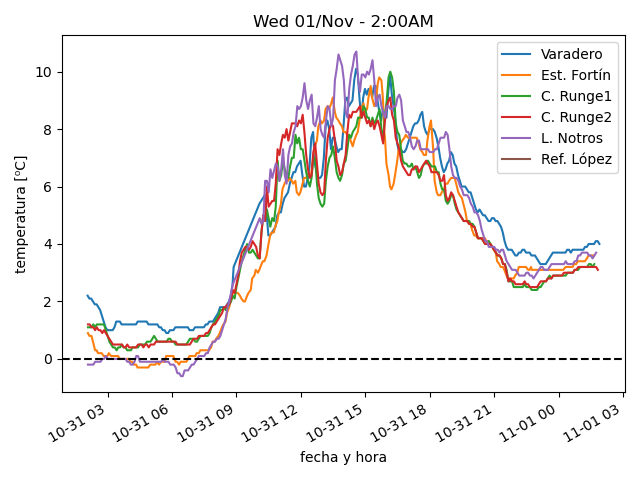 Wed 01/Nov - 2:00AM
temperatura [ºC]
10
8
6
4
2
0
Varadero
Est. Fortín
C. Runge1
C. Runge2
L. Notros
Ref. López
10-31 03
10-31 06
10-31 09
10-31 12
10-31 15
10-31 18
10-31 21
11-01 00
11-01 03
fecha y hora